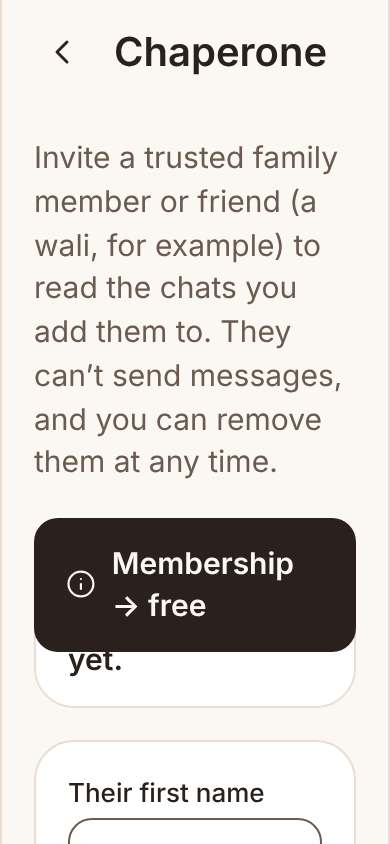 Chaperone
Invite a trusted family
member or friend (a
wali, for example) to
read the chats you
add them to. They
can’t send messages,
and you can remove
them at any time.
Membership
→ free
yet.
Their first name